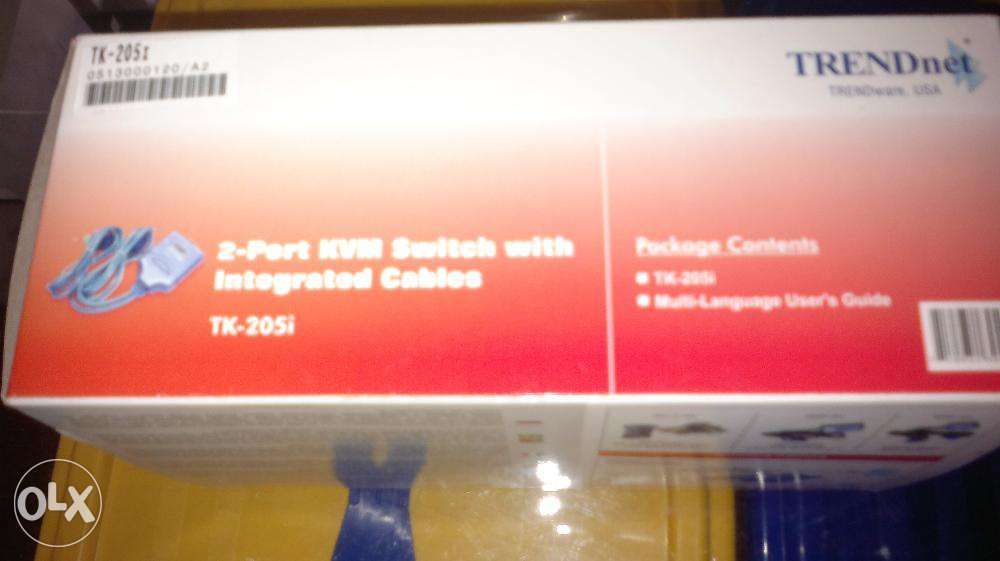 TK-205i
0513000120/A2
TRENDnet
TRENDware, USA
2-Port KVM Switch with
Integrated Cables
TK-205i
Package Contents
TK-205i
Multi-Language User's Guide
OLX